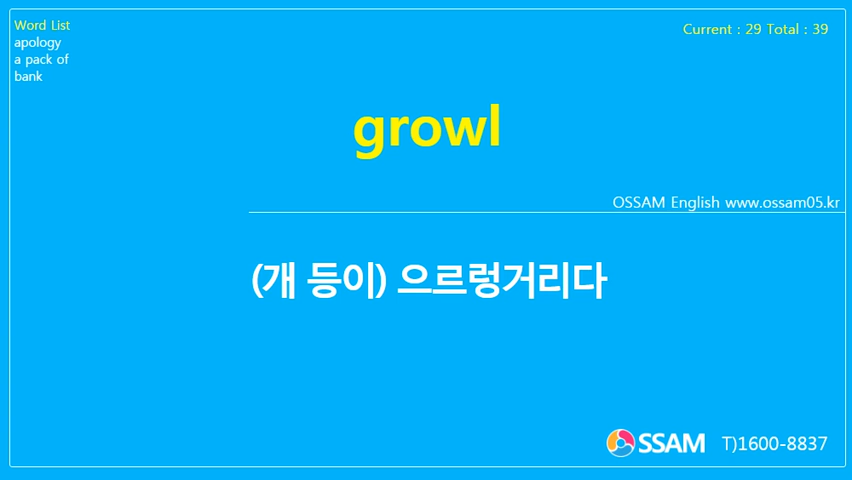 Word List
apology
a pack of
bank
Current : 29 Total : 39
growl
OSSAM English www.ossam05.kr
(개 등이) 으르렁거리다
OSSAM T)1600-8837